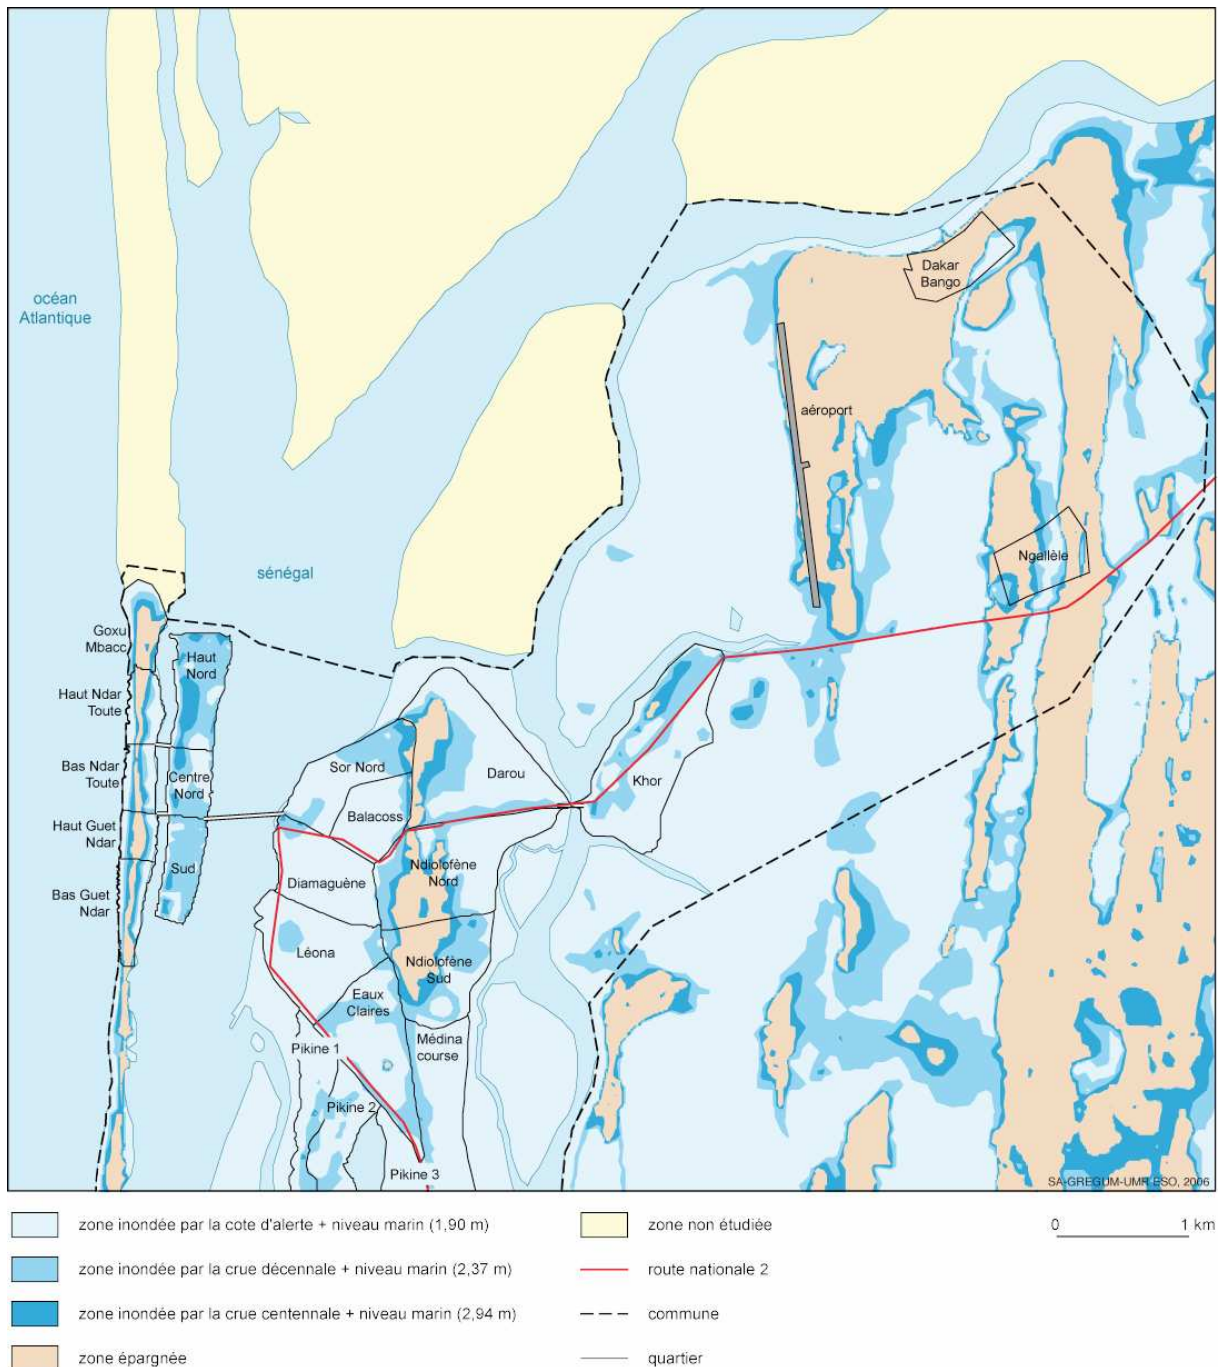 océan
Atlantique
Dakar
Bango
aéroport
Ngallèle
sénégal
Goxu
Mbacc
Haut
Nord
Haut Ndar
Toute
Bas Ndar
Toute
Centre
Nord
Haut Guet
Ndar
Sud
Bas Guet
Ndar
Sor Nord
Darou
Khor
Balacoss
Diamaguène
Ndiolofène
Nord
Léona
Ndiolofène
Sud
Eaux
Claires
Médina
course
Pikine 1
Pikine 2
Pikine 3
SA-GREGUM-UMR ESO, 2006
zone inondée par la cote d'alerte + niveau marin (1,90 m)
zone inondée par la crue décennale + niveau marin (2,37 m)
zone inondée par la crue centennale + niveau marin (2,94 m)
zone épargnée
zone non étudiée
route nationale 2
commune
quartier
0 1 km